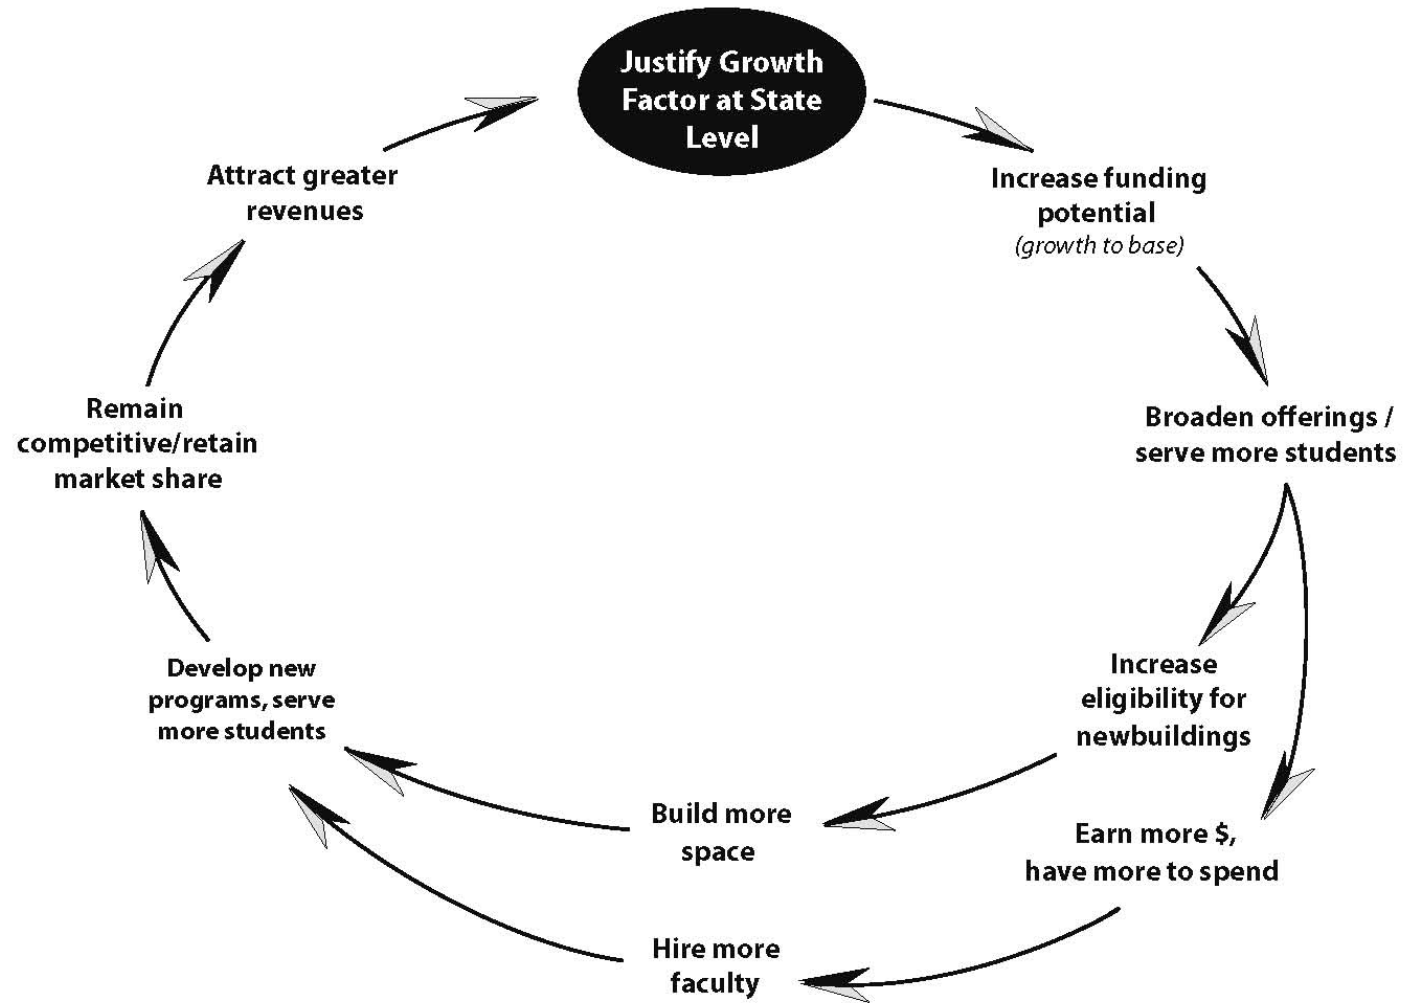 Justify Growth
Factor at State
Level
Increase funding
potential
(growth to base)
Broaden offerings /
serve more students
Increase
eligibility for
newbuildings
Earn more $,
have more to spend
Build more
space
Hire more
faculty
Develop new
programs, serve
more students
Remain
competitive/retain
market share
Attract greater
revenues